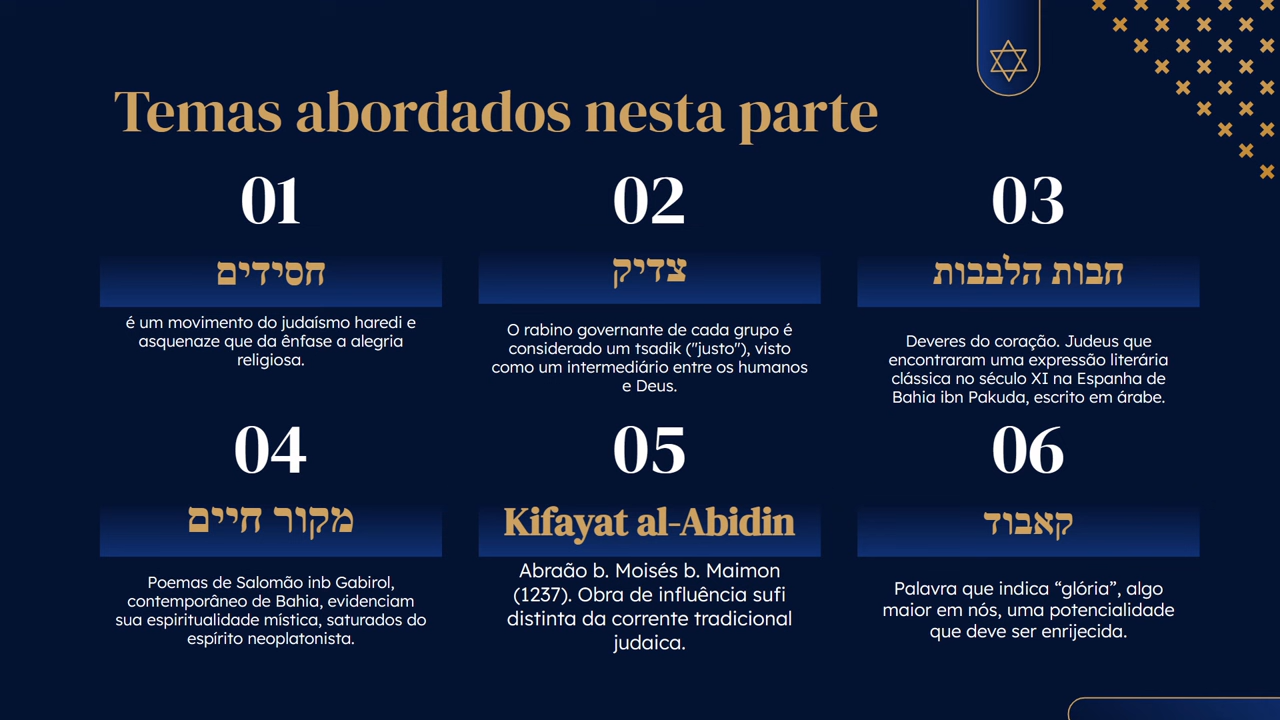 Temas abordados nesta parte
01
חסידים
é um movimento do judaísmo haredi e
asquenaze que da ênfase a alegria
religiosa.
02
צדיק
O rabino governante de cada grupo é
considerado um tsadik ("justo"), visto
como um intermediário entre os humanos
e Deus.
03
חבות הלבבות
Deveres do coração. Judeus que
encontraram uma expressão literária
clássica no século XI na Espanha de
Bahia ibn Pakuda, escrito em árabe.
04
מקור חיים
Poemas de Salomão inb Gabirol,
contemporâneo de Bahia, evidenciam
sua espiritualidade mística, saturados do
espírito neoplatonista.
05
Kifayat al-Abidin
Abraão b. Moisés b. Maimon
(1237). Obra de influência sufi
distinta da corrente tradicional
judaica.
06
קאבוד
Palavra que indica “glória”, algo
maior em nós, uma potencialidade
que deve ser enrijecida.